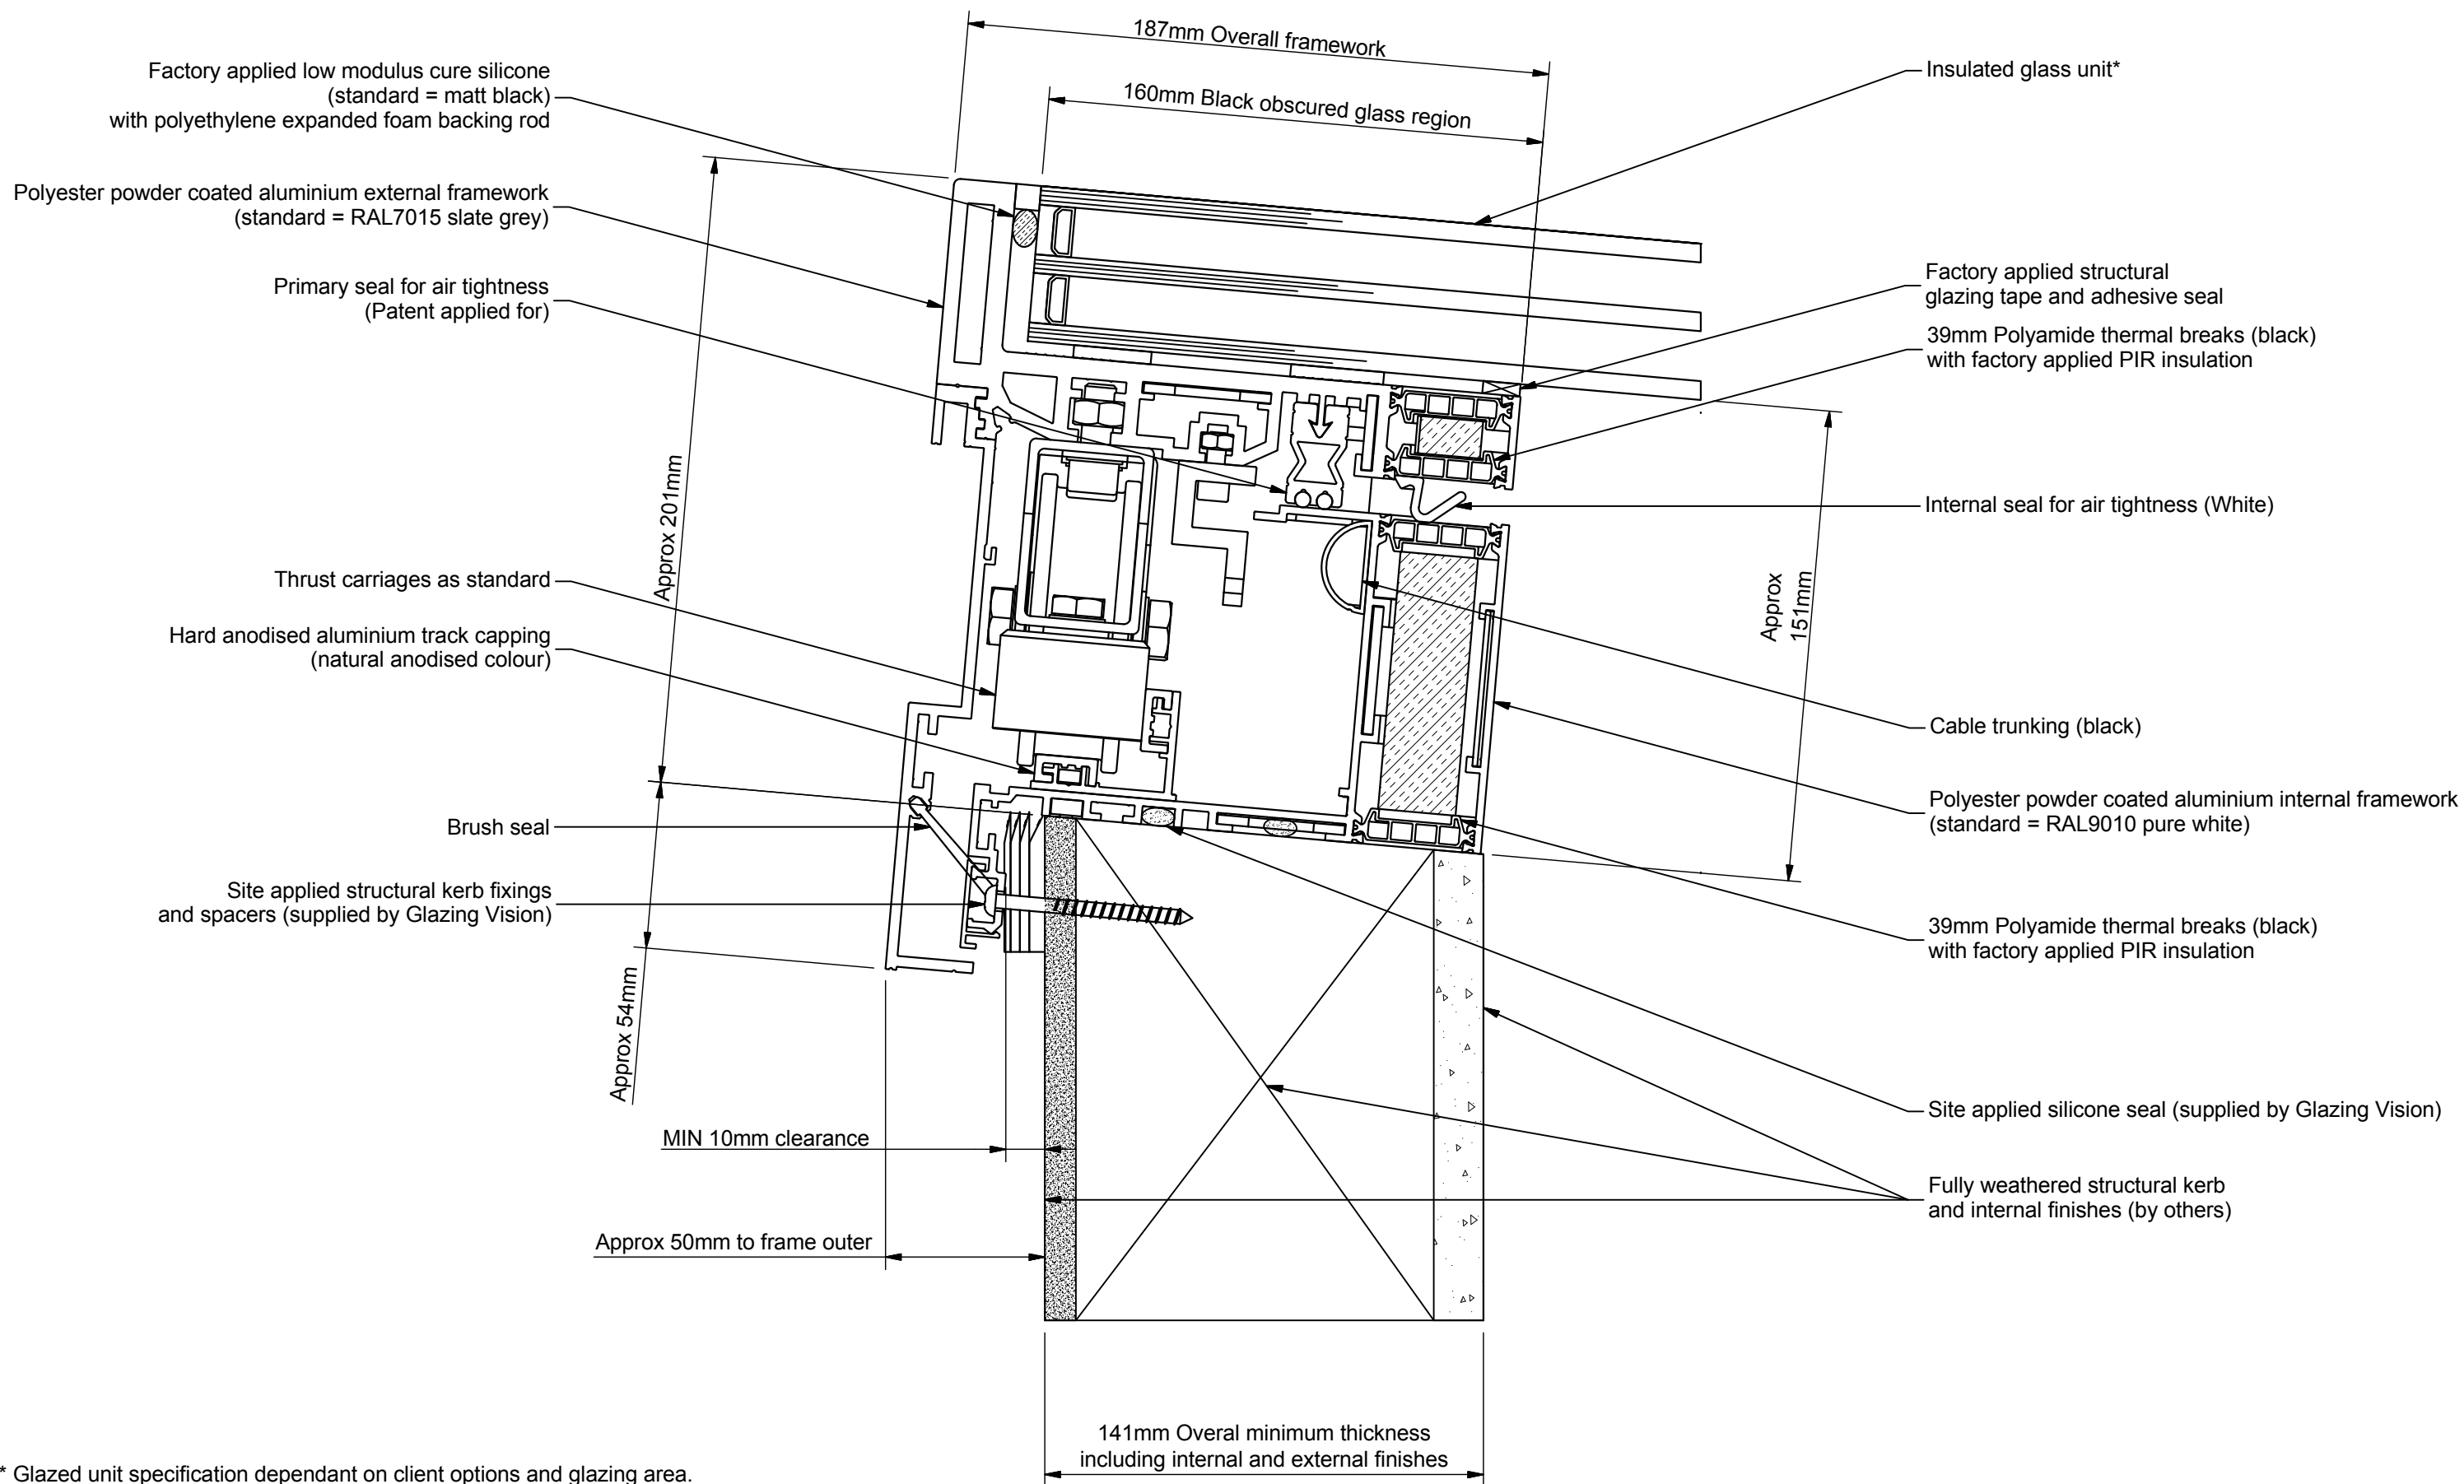 187mm Overall framework
160mm Black obscured glass region
Factory applied low modulus cure silicone
(standard = matt black)
with polyethylene expanded foam backing rod
Polyester powder coated aluminium external framework
(standard = RAL7015 slate grey)
Primary seal for air tightness
(Patent applied for)
Approx 201mm
Thrust carriages as standard
Hard anodised aluminium track capping
(natural anodised colour)
Brush seal
Site applied structural kerb fixings
and spacers (supplied by Glazing Vision)
Approx 54mm
MIN 10mm clearance
Approx 50mm to frame outer
Insulated glass unit*
Factory applied structural
glazing tape and adhesive seal
39mm Polyamide thermal breaks (black)
with factory applied PIR insulation
Internal seal for air tightness (White)
Approx
151mm
Cable trunking (black)
Polyester powder coated aluminium internal framework
(standard = RAL9010 pure white)
39mm Polyamide thermal breaks (black)
with factory applied PIR insulation
Site applied silicone seal (supplied by Glazing Vision)
Fully weathered structural kerb
and internal finishes (by others)
141mm Overal minimum thickness
including internal and external finishes
* Glazed unit specification dependant on client options and glazing area.